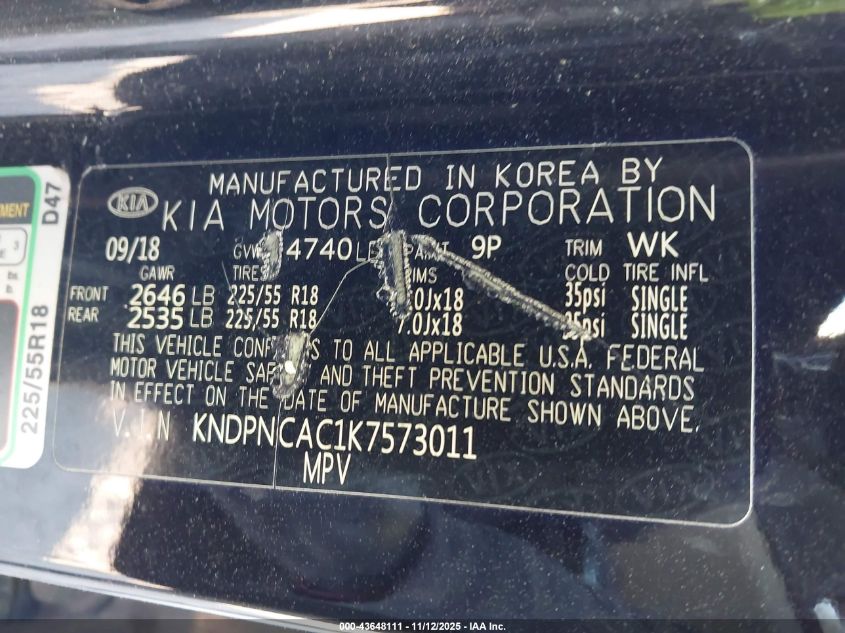 MANUFACTURED IN KOREA BY
KIA KIA MOTORS CORPORATION
09/18 4740 9P TRIM WK
GAWR TIRES COLD TIRE INFL
FRONT 2646 LB 225/55 R18 35psi SINGLE
REAR 2535 LB 225/55 R18 7.0Jx18 SINGLE
THIS VEHICLE TO ALL APPLICABLE U.S.A. FEDERAL
MOTOR VEHICLE AND THEFT PREVENTION STANDARDS
IN EFFECT ON THE DATE OF MANUFACTURE SHOWN ABOVE.
V.I.N KNDPNCAC1K7573011
MPV
D47
225/55R18
000-43648111 - 11/12/2025 - IAA Inc.